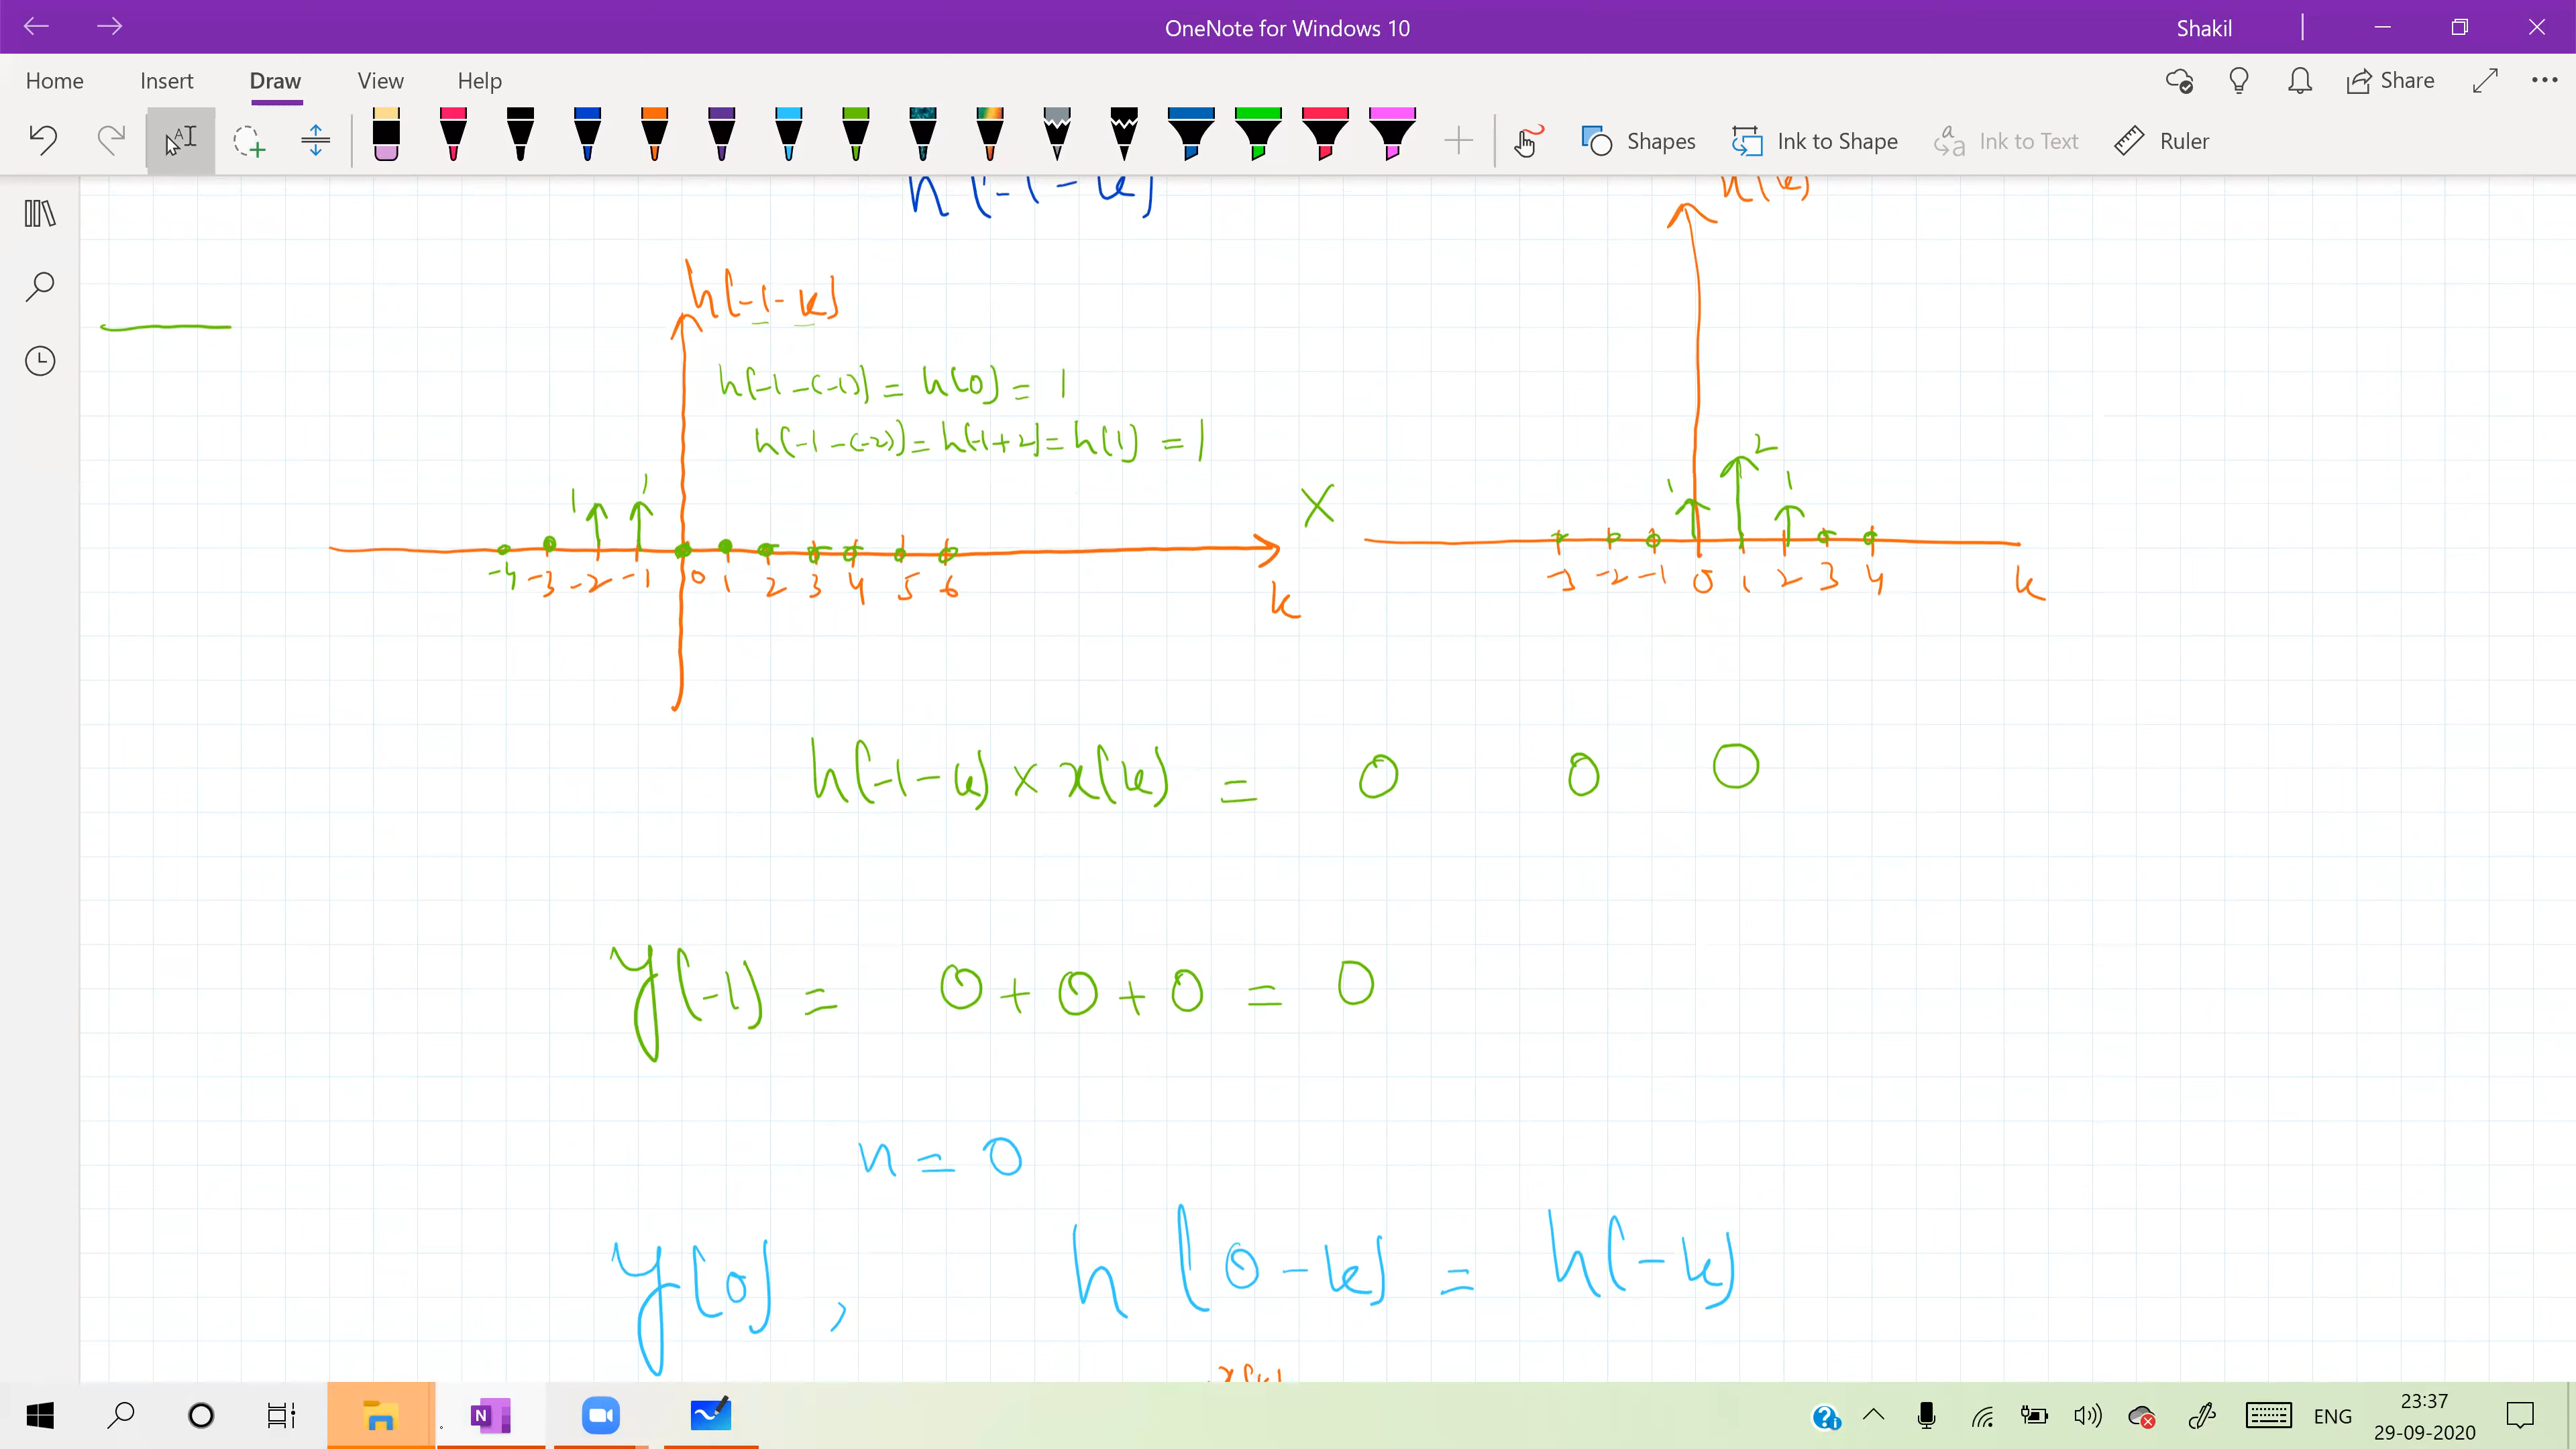 OneNote for Windows 10
Shakil
Home Insert Draw View Help
Share
Shapes Ink to Shape Ink to Text Ruler
h[-1-k]
h[-1-k]
h[-1-(-1)] = h[0] = 1
h[-1-(-2)] = h[-1+2] = h[1] = 1
1 1
-4 -3 -2 -1 0 1 2 3 4 5 6
k
X
1 2 1
-3 -2 -1 0 1 2 3 4
k
h[-1-k] × x[k] = 0 0 0
y[-1] = 0 + 0 + 0 = 0
n = 0
y[0] , h [0-k] = h[-k]
ENG
23:37
29-09-2020